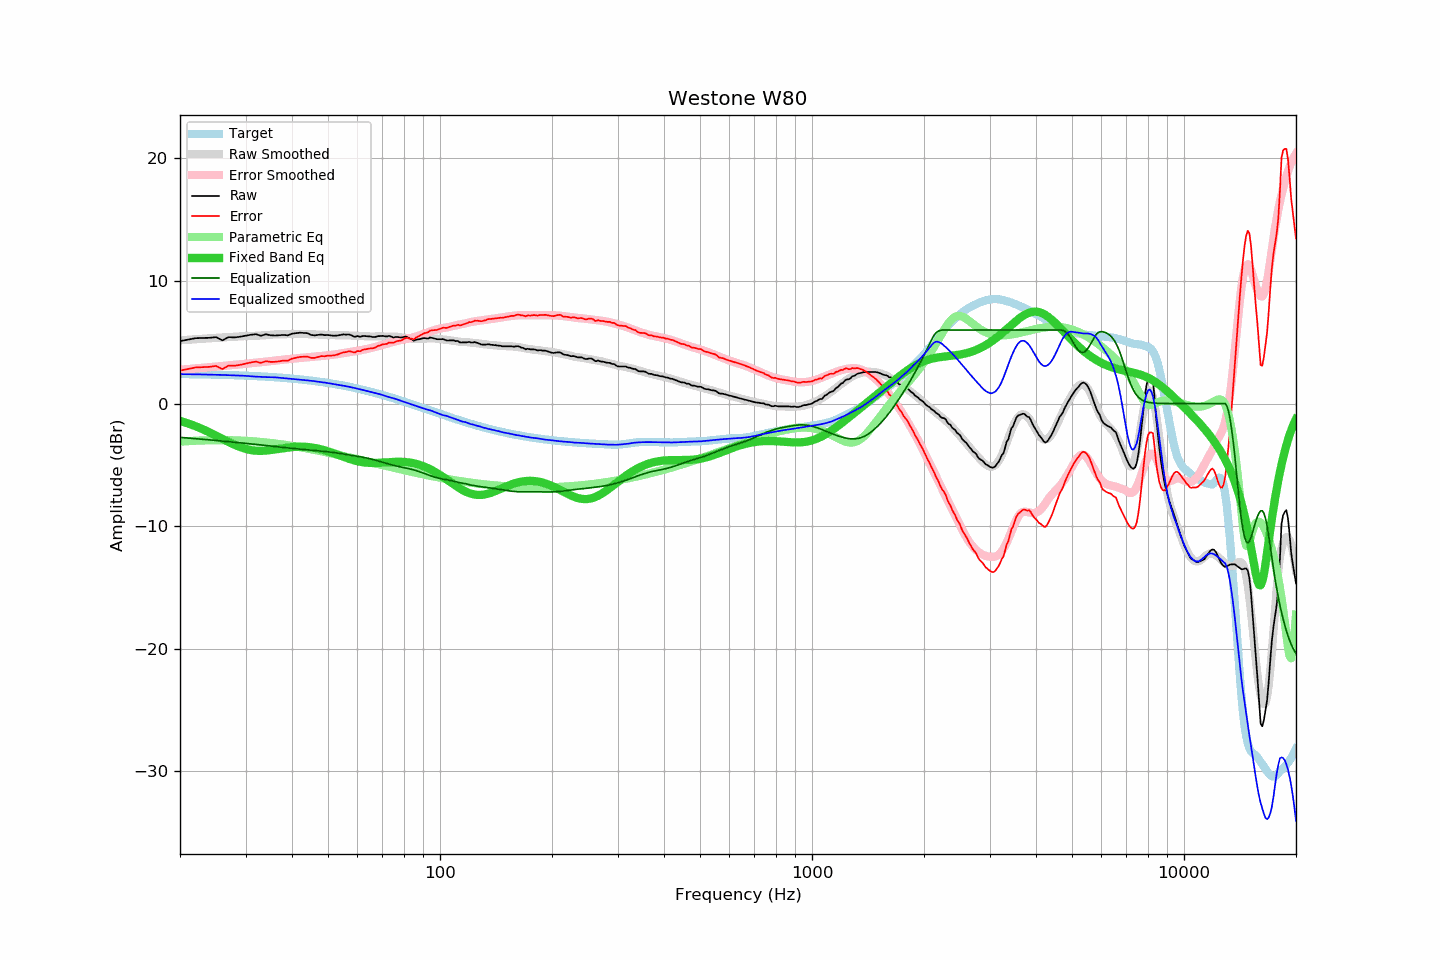 Westone W80
Target
Raw Smoothed
Error Smoothed
Raw
Error
Parametric Eq
Fixed Band Eq
Equalization
Equalized smoothed
20
10
0
−10
−20
−30
Amplitude (dBr)
100
1000
10000
Frequency (Hz)